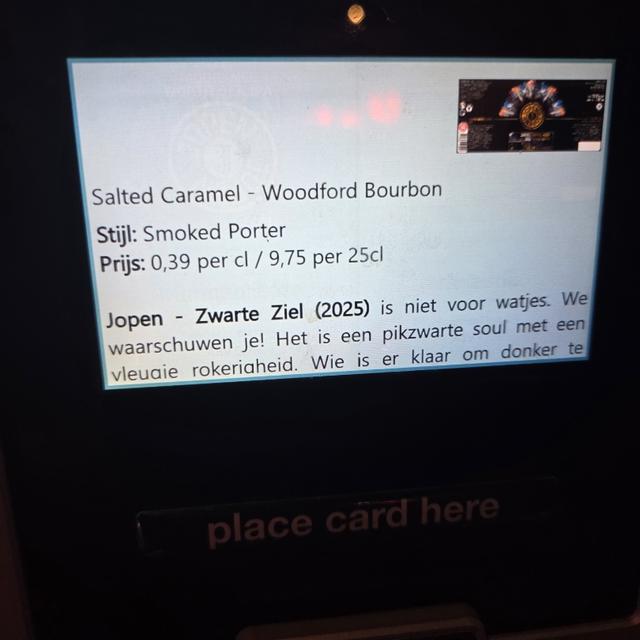 Salted Caramel - Woodford Bourbon
Stijl: Smoked Porter
Prijs: 0,39 per cl / 9,75 per 25cl
Jopen - Zwarte Ziel (2025) is niet voor watjes. We
waarschuwen je! Het is een pikzwarte soul met een
vleugje rokerigheid. Wie is er klaar om donker te
place card here